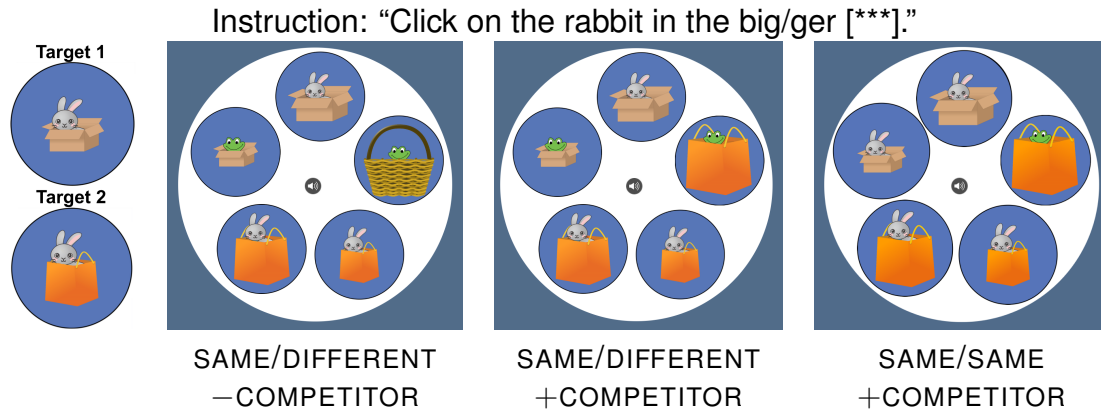 Instruction: “Click on the rabbit in the big/ger [***].”
Target 1
Target 2
SAME/DIFFERENT
−COMPETITOR
SAME/DIFFERENT
+COMPETITOR
SAME/SAME
+COMPETITOR